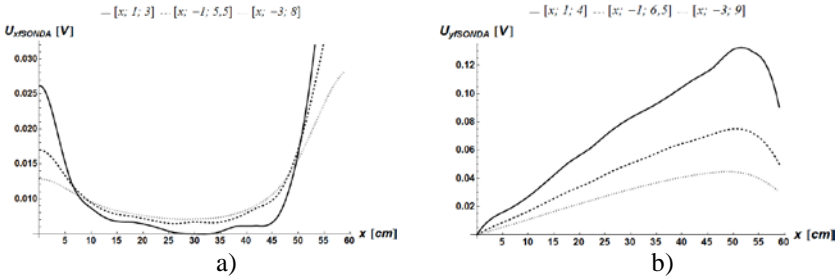 — [x; 1; 3] ···· [x; −1; 5,5] ···· [x; −3; 8]
U_xfSONDA [V]
0.030
0.025
0.020
0.015
0.010
5 10 15 20 25 30 35 40 45 50 55 60
x [cm]
a)
— [x; 1; 4] ···· [x; −1; 6,5] ···· [x; −3; 9]
U_yfSONDA [V]
0.12
0.10
0.08
0.06
0.04
0.02
5 10 15 20 25 30 35 40 45 50 55 60
x [cm]
b)